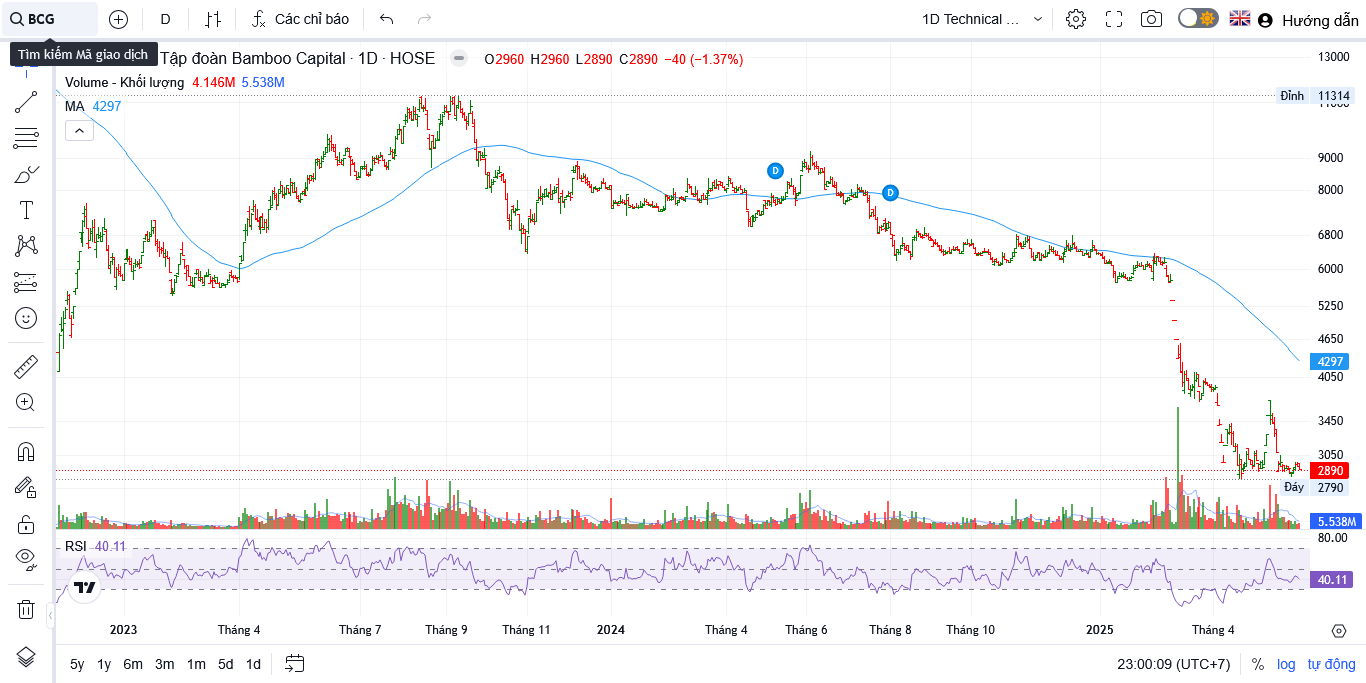 BCG D Các chỉ báo 1D Technical ... Hướng dẫn
Tìm kiếm Mã giao dịch
Tập đoàn Bamboo Capital · 1D · HOSE O2960 H2960 L2890 C2890 −40 (−1.37%)
Volume - Khối lượng 4.146M 5.538M
MA 4297
13000
Đỉnh 11314
9000
8000
6800
6000
5250
4650
4297
4050
3450
3050
2890
Đáy 2790
5.538M
80.00
D
D
RSI 40.11
40.11
2023 Tháng 4 Tháng 7 Tháng 9 Tháng 11 2024 Tháng 4 Tháng 6 Tháng 8 Tháng 10 2025 Tháng 4
5y 1y 6m 3m 1m 5d 1d 23:00:09 (UTC+7) % log tự động